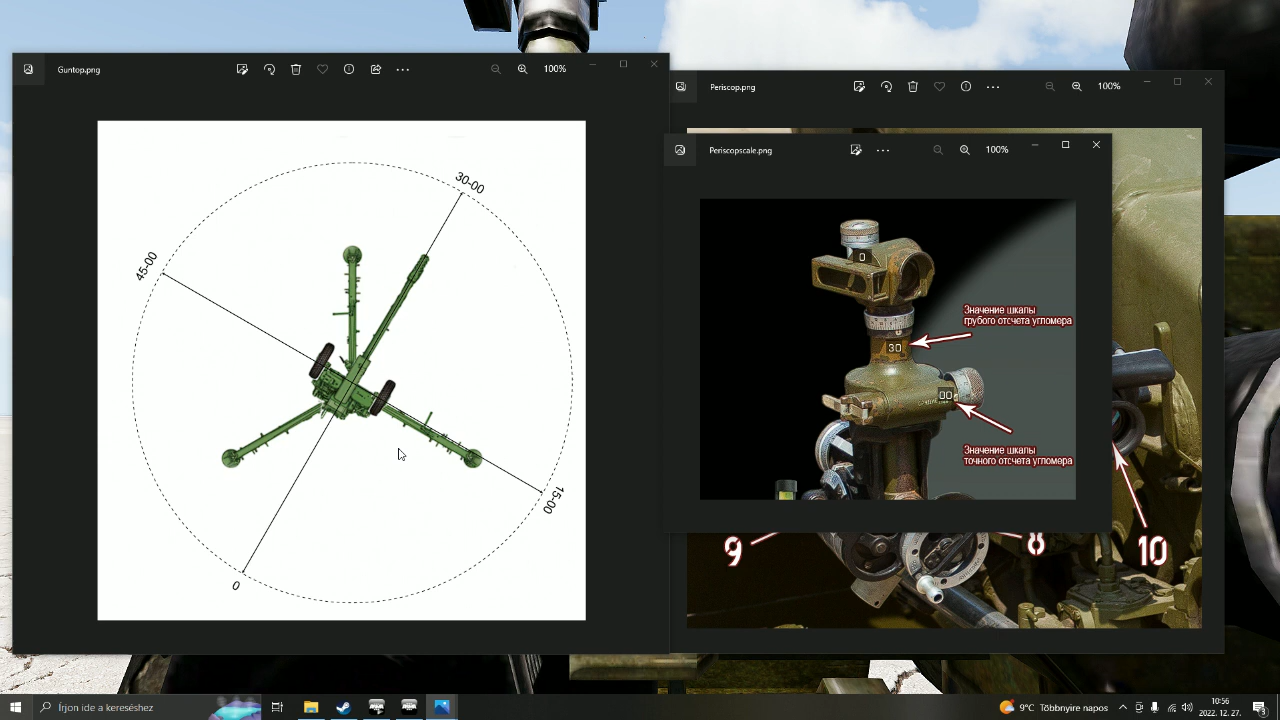 Guntop.png
100%
Periscop.png
100%
Periscopscale.png
100%
30-00
45-00
15-00
0
0
30
00
Значение шкалы
грубого отсчета угломера
Значение шкалы
точного отсчета угломера
9
8
10
Írjon ide a kereséshez
9°C Többnyire napos
10:56
2022. 12. 27.